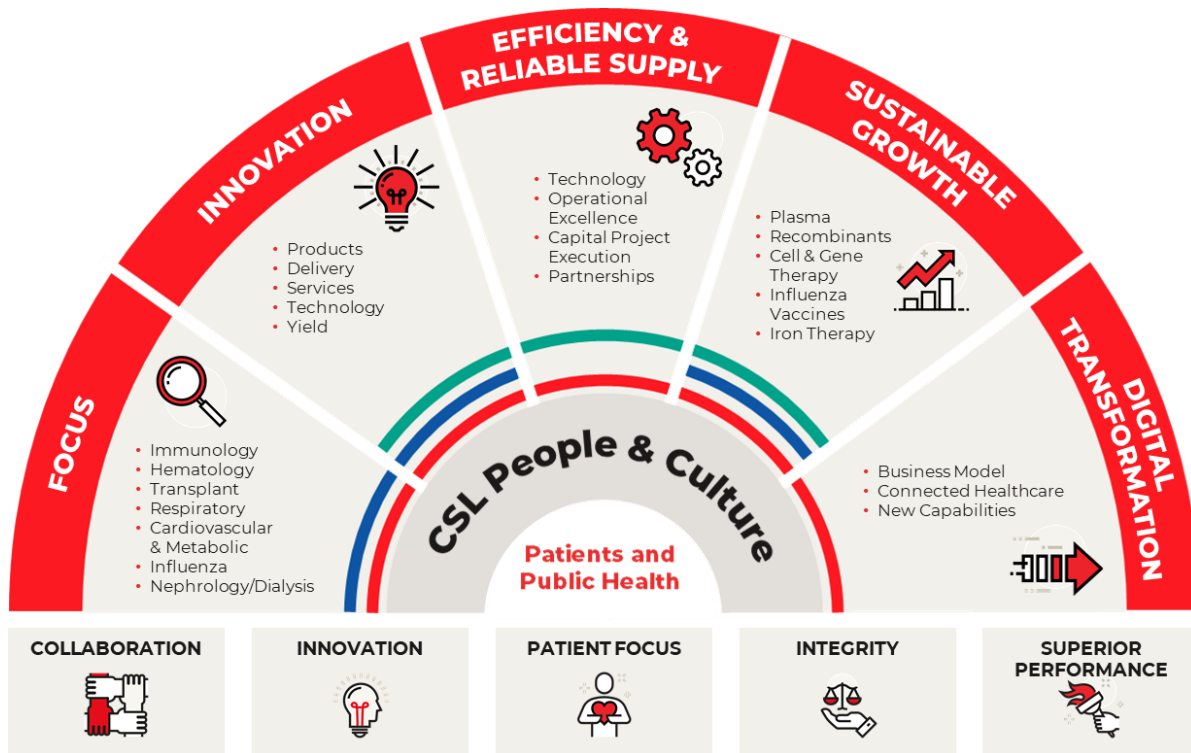 FOCUS
• Immunology
• Hematology
• Transplant
• Respiratory
• Cardiovascular
& Metabolic
• Influenza
• Nephrology/Dialysis
INNOVATION
• Products
• Delivery
• Services
• Technology
• Yield
EFFICIENCY &
RELIABLE SUPPLY
• Technology
• Operational
Excellence
• Capital Project
Execution
• Partnerships
SUSTAINABLE
GROWTH
• Plasma
• Recombinants
• Cell & Gene
Therapy
• Influenza
Vaccines
• Iron Therapy
DIGITAL
TRANSFORMATION
• Business Model
• Connected Healthcare
• New Capabilities
CSL People & Culture
Patients and
Public Health
COLLABORATION
INNOVATION
PATIENT FOCUS
INTEGRITY
SUPERIOR
PERFORMANCE